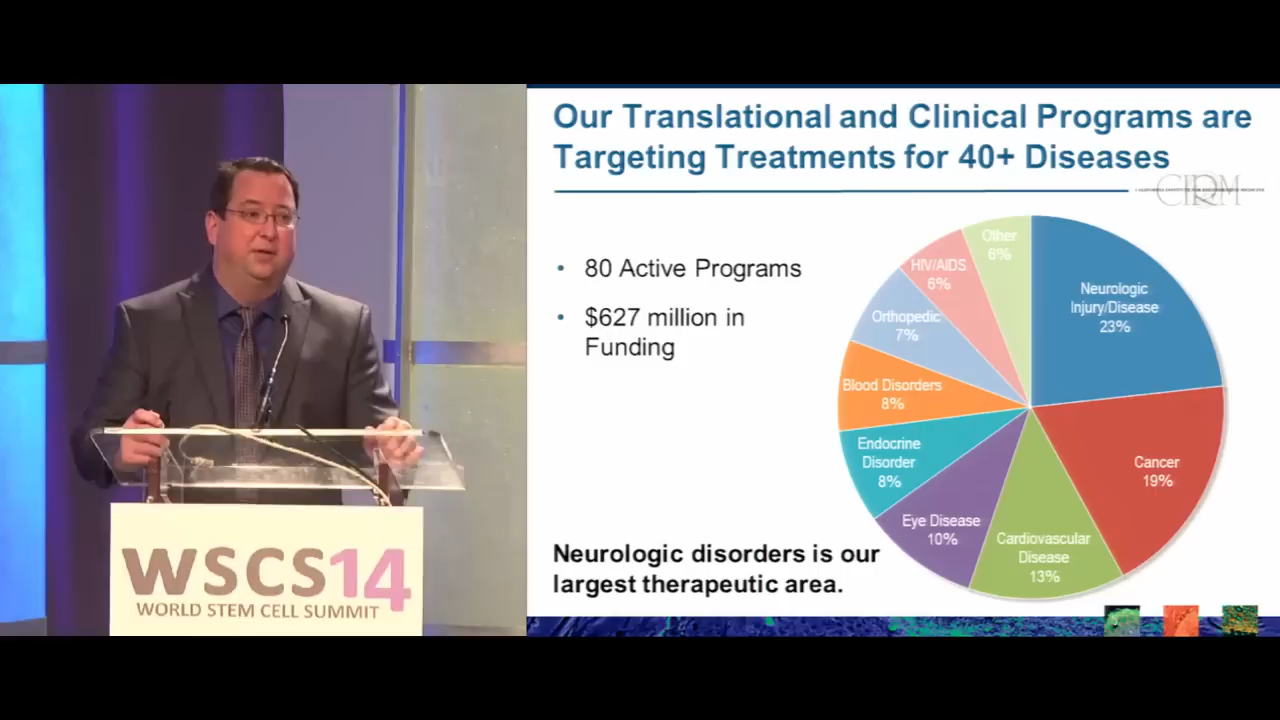 WSCS14
WORLD STEM CELL SUMMIT
Our Translational and Clinical Programs are
Targeting Treatments for 40+ Diseases
CIRM
• 80 Active Programs
• $627 million in
Funding
Neurologic
Injury/Disease
23%
Cancer
19%
Cardiovascular
Disease
13%
Eye Disease
10%
Endocrine
Disorder
8%
Blood Disorders
8%
Orthopedic
7%
HIV/AIDS
6%
Other
6%
Neurologic disorders is our
largest therapeutic area.